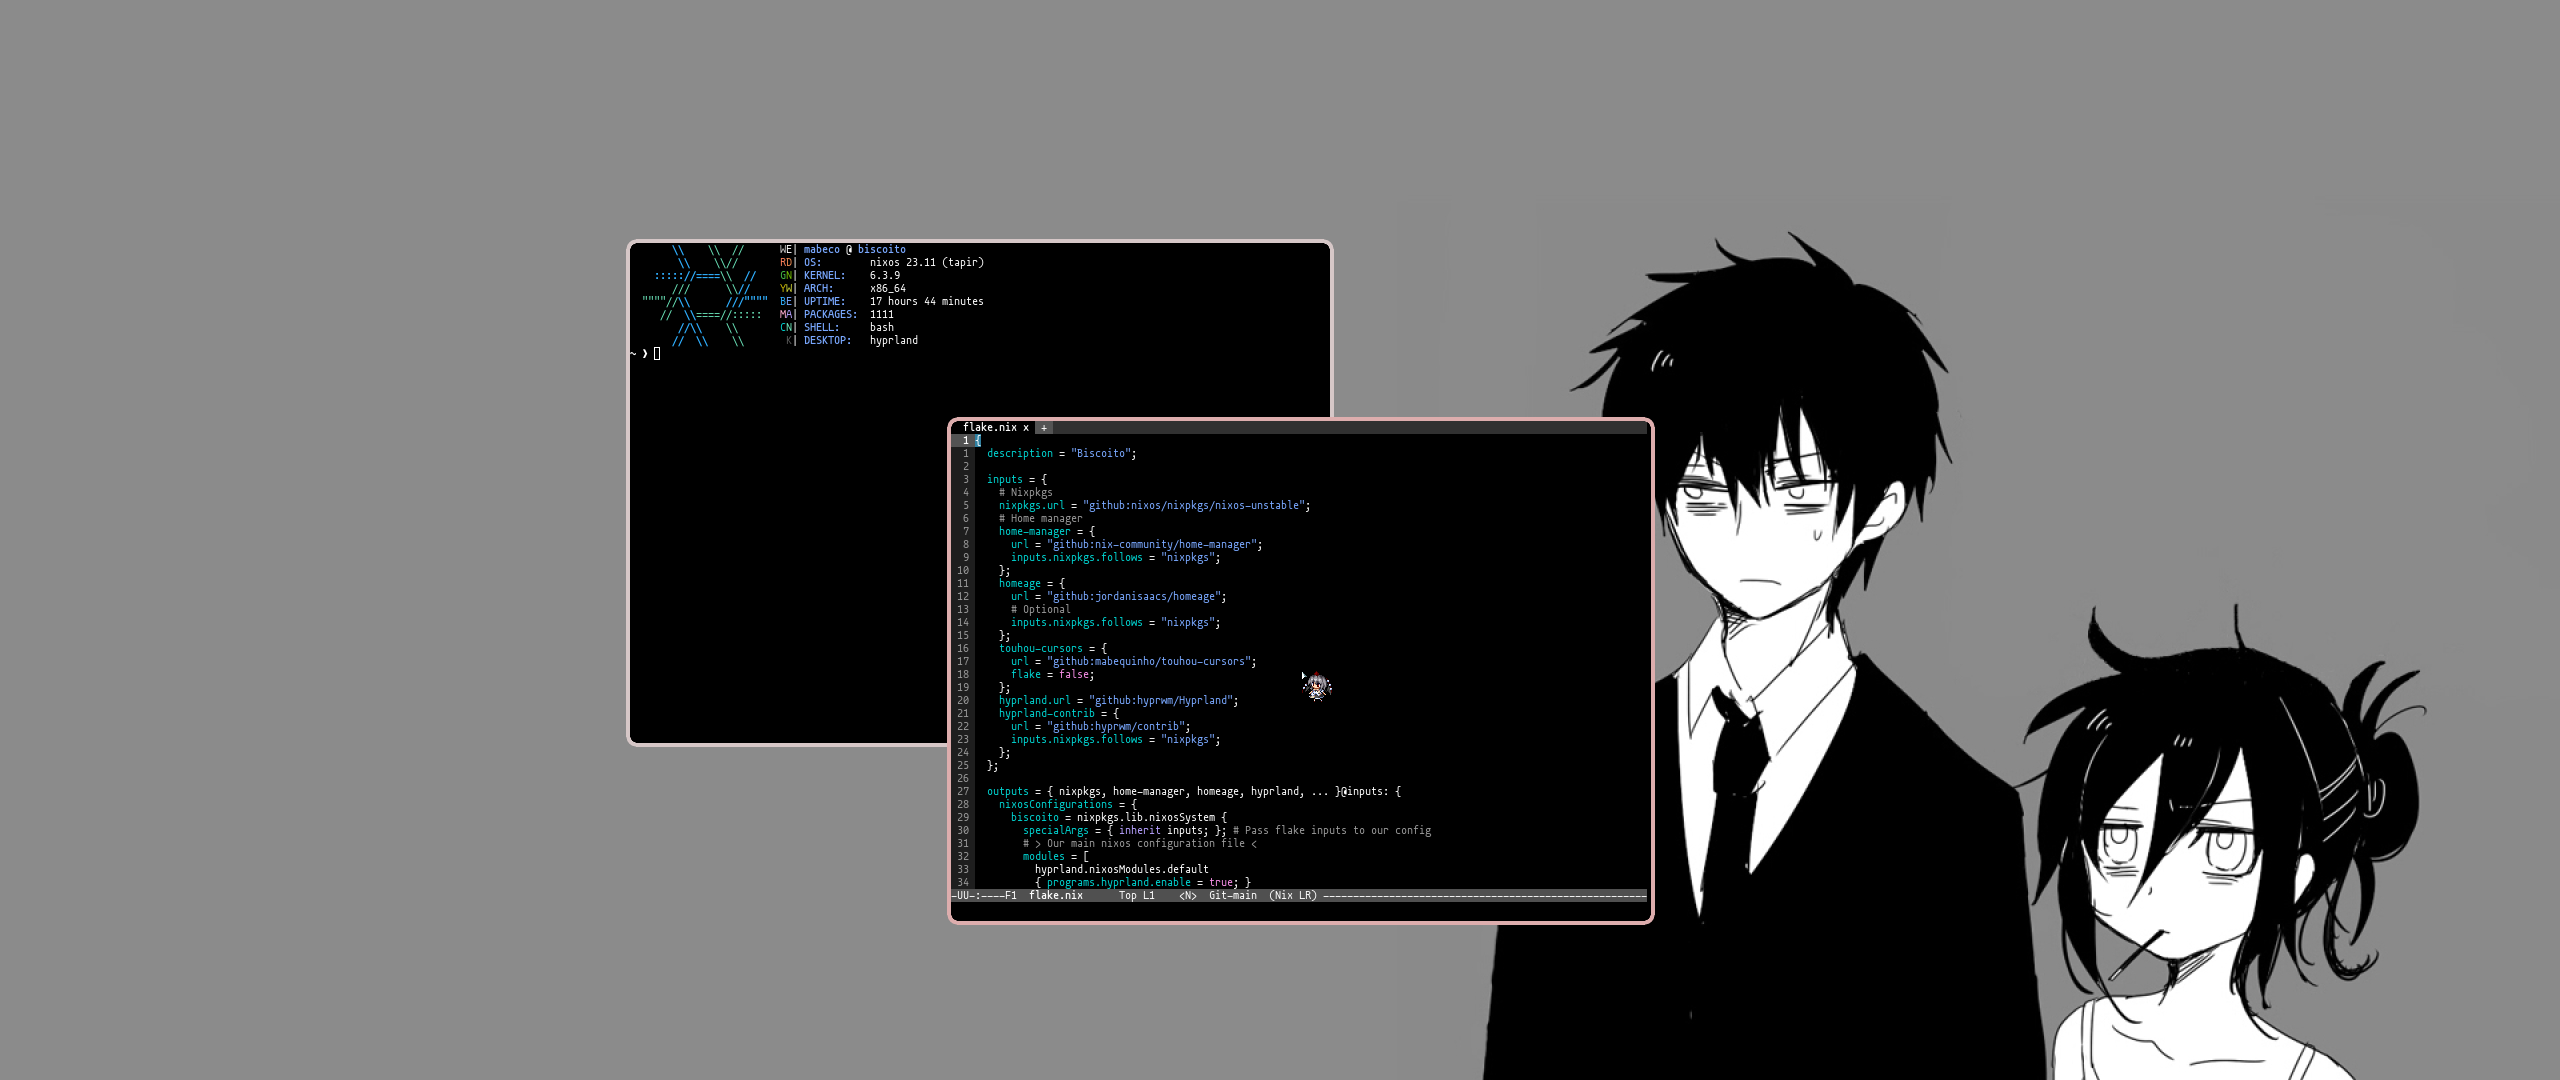 \\    \\  //      WE| mabeco @ biscoito
       \\    \\//       RD| OS:        nixos 23.11 (tapir)
   ::::://====\\  //    GN| KERNEL:    6.3.9
      ///      \\//     YW| ARCH:      x86_64
 """"//\\      ///""""  BE| UPTIME:    17 hours 44 minutes
    //  \\====//:::::   MA| PACKAGES:  1111
       //\\    \\       CN| SHELL:     bash
      //  \\    \\       K| DESKTOP:   hyprland
~ ❯
flake.nix x +
1 {
1   description = "Biscoito";
2
3   inputs = {
4     # Nixpkgs
5     nixpkgs.url = "github:nixos/nixpkgs/nixos-unstable";
6     # Home manager
7     home-manager = {
8       url = "github:nix-community/home-manager";
9       inputs.nixpkgs.follows = "nixpkgs";
10     };
11     homeage = {
12       url = "github:jordanisaacs/homeage";
13       # Optional
14       inputs.nixpkgs.follows = "nixpkgs";
15     };
16     touhou-cursors = {
17       url = "github:mabequinho/touhou-cursors";
18       flake = false;
19     };
20     hyprland.url = "github:hyprwm/Hyprland";
21     hyprland-contrib = {
22       url = "github:hyprwm/contrib";
23       inputs.nixpkgs.follows = "nixpkgs";
24     };
25   };
26
27   outputs = { nixpkgs, home-manager, homeage, hyprland, ... }@inputs: {
28     nixosConfigurations = {
29       biscoito = nixpkgs.lib.nixosSystem {
30         specialArgs = { inherit inputs; }; # Pass flake inputs to our config
31         # > Our main nixos configuration file <
32         modules = [
33           hyprland.nixosModules.default
34           { programs.hyprland.enable = true; }
-UU-:----F1  flake.nix      Top L1    <N>  Git-main  (Nix LR) ------------------------------------------------------